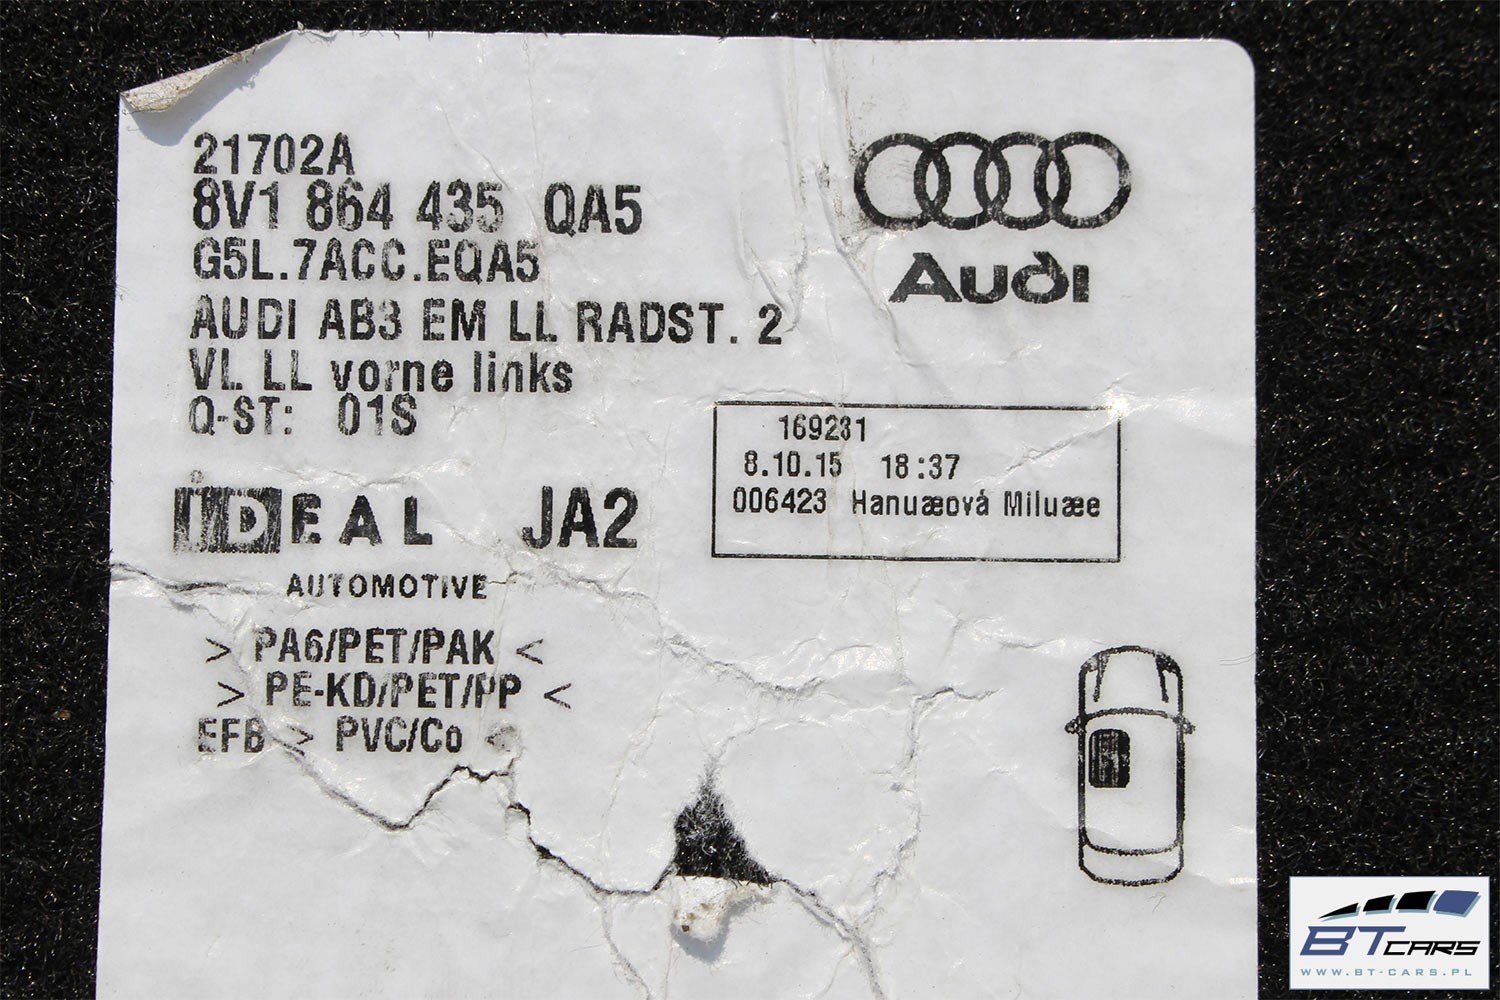 21702A
8V1 864 435 QA5
G5L.7ACC.EQA5
AUDI AB3 EM LL RADST. 2
VL LL vorne links
Q-ST: 01S
Audi
169231
8.10.15 18:37
006423 Hanuæová Miluæe
iDEAL JA2
AUTOMOTIVE
> PA6/PET/PAK <
> PE-KD/PET/PP <
EFB > PVC/Co <
BT CARS
WWW.BT-CARS.PL